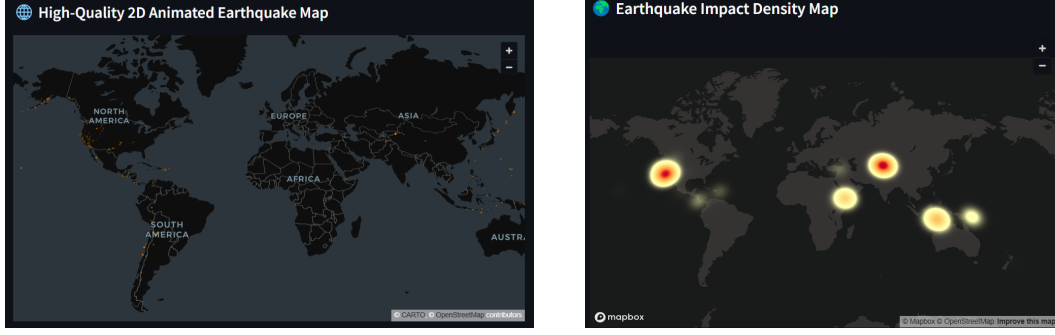 High-Quality 2D Animated Earthquake Map
+
−
NORTH
AMERICA
EUROPE
ASIA
AFRICA
SOUTH
AMERICA
AUSTR
© CARTO © OpenStreetMap contributors
Earthquake Impact Density Map
+
−
mapbox
© Mapbox © OpenStreetMap Improve this map